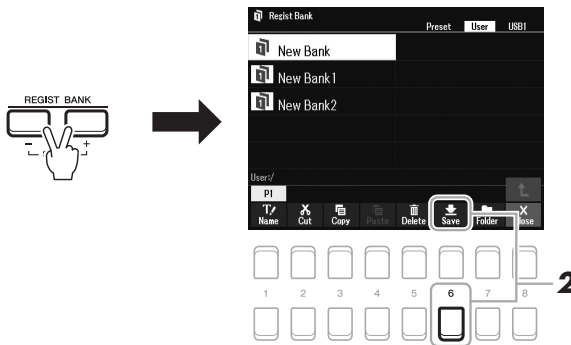 Regist Bank
Preset User USB1
New Bank
REGIST BANK
New Bank1
New Bank2
- +
User:/
P1
Name Cut Copy Paste Delete Save Folder Close
1 2 3 4 5 6 7 8
2